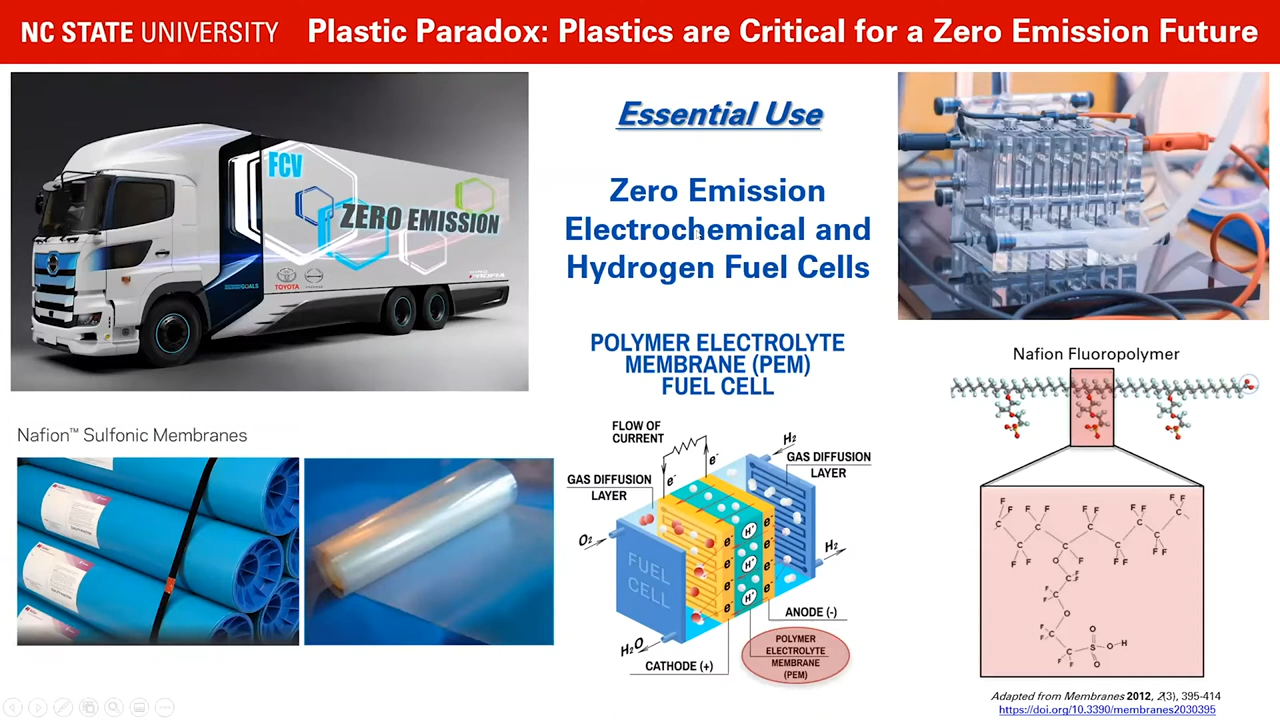 NC STATE UNIVERSITY
Plastic Paradox: Plastics are Critical for a Zero Emission Future
FCV
ZERO EMISSION
TOYOTA
GOALS
Essential Use
Zero Emission
Electrochemical and
Hydrogen Fuel Cells
POLYMER ELECTROLYTE
MEMBRANE (PEM)
FUEL CELL
Nafion™ Sulfonic Membranes
FLOW OF
CURRENT
e⁻
e⁻
H₂
GAS DIFFUSION
LAYER
GAS DIFFUSION
LAYER
O₂
H₂
FUEL
CELL
e⁻
e⁻
e⁻
e⁻
e⁻
e⁻
e⁻
e⁻
H⁺
H⁺
H⁺
H₂O
ANODE (-)
CATHODE (+)
POLYMER
ELECTROLYTE
MEMBRANE
(PEM)
Nafion Fluoropolymer
F F F F F F F F F F
F F F F F F F
O
F
C
F
F
F
O
F
F
F
F
O
S
O
H
O
Adapted from Membranes 2012, 2(3), 395-414
https://doi.org/10.3390/membranes2030395